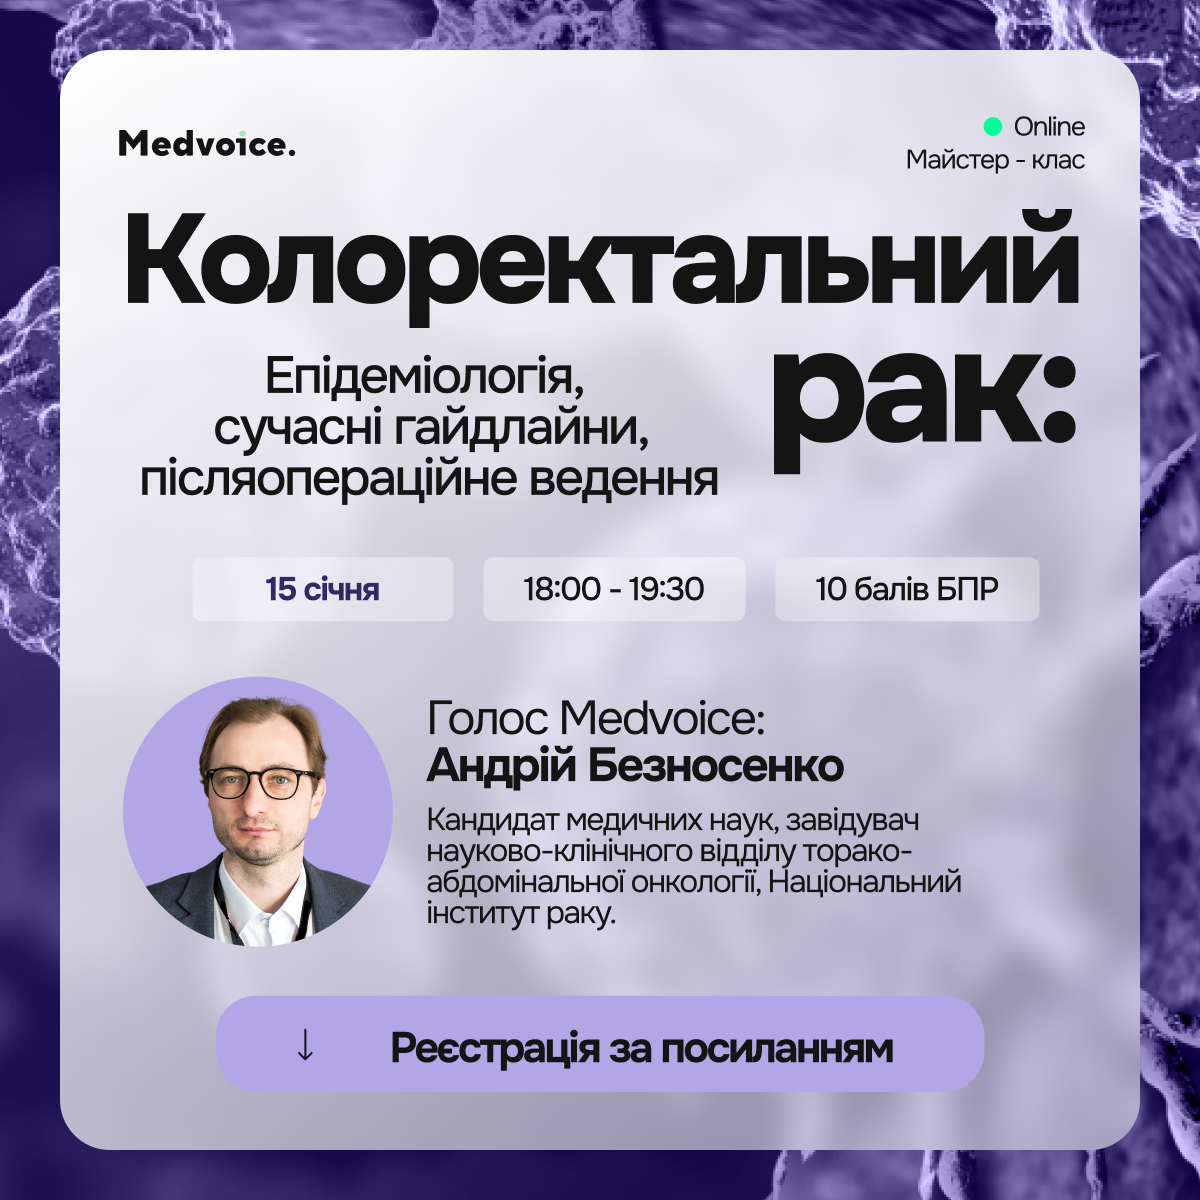 Medvoice.
Online
Майстер - клас
Колоректальний
рак:
Епідеміологія,
сучасні гайдлайни,
післяопераційне ведення
15 січня
18:00 - 19:30
10 балів БПР
Голос Medvoice:
Андрій Безносенко
Кандидат медичних наук, завідувач
науково-клінічного відділу торако-
абдомінальної онкології, Національний
інститут раку.
↓ Реєстрація за посиланням